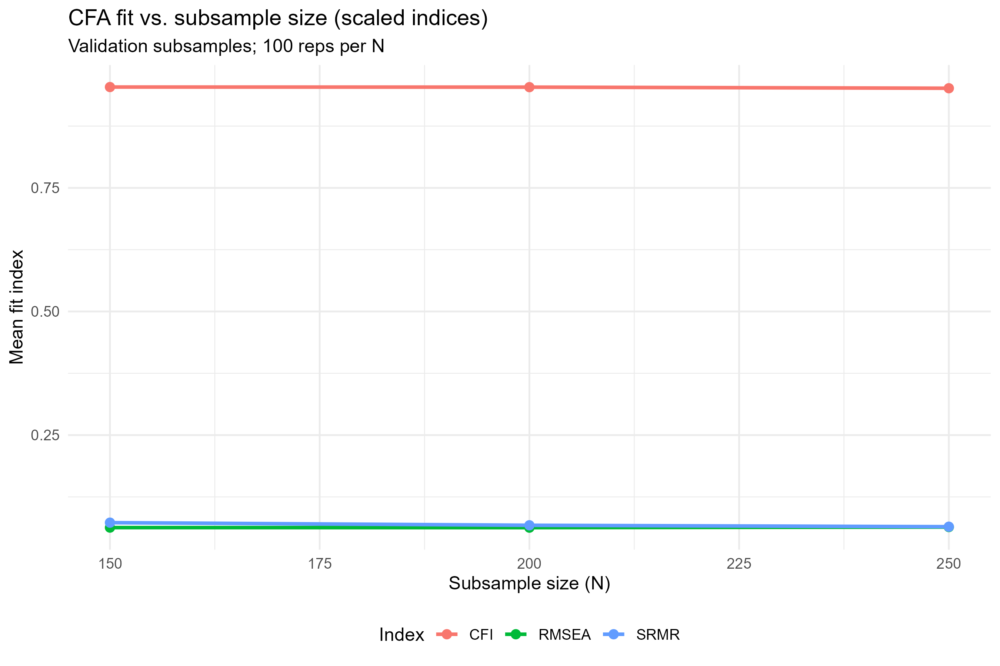 CFA fit vs. subsample size (scaled indices)
Validation subsamples; 100 reps per N
Mean fit index
0.75
0.50
0.25
150 175 200 225 250
Subsample size (N)
Index CFI RMSEA SRMR